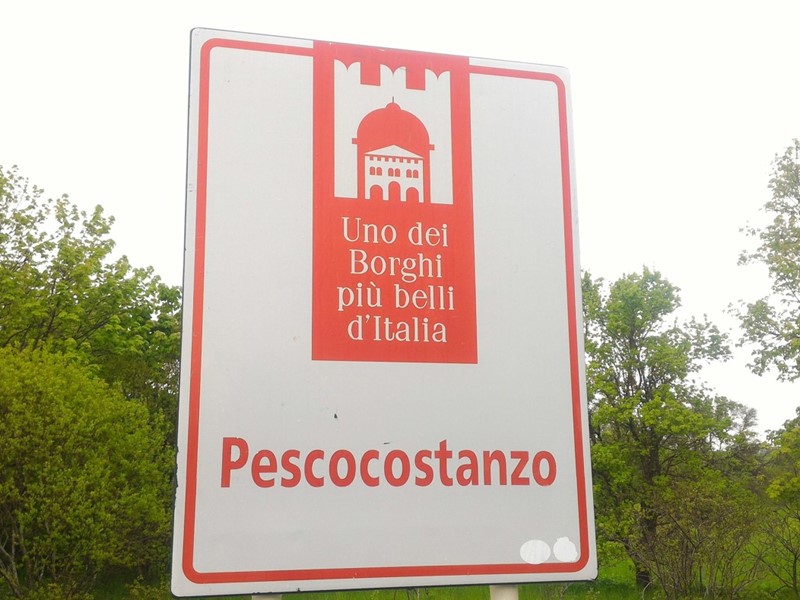 Uno dei
Borghi
più belli
d'Italia
Pescocostanzo